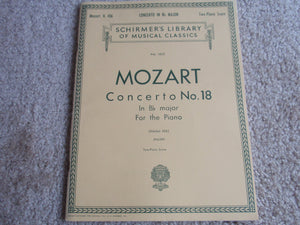 Mozart, K. 456 CONCERTO IN B♭ MAJOR Two-Piano Score
SCHIRMER'S LIBRARY
OF MUSICAL CLASSICS
MOZART
Concerto No. 18
In B♭ major
For the Piano
Two-Piano Score